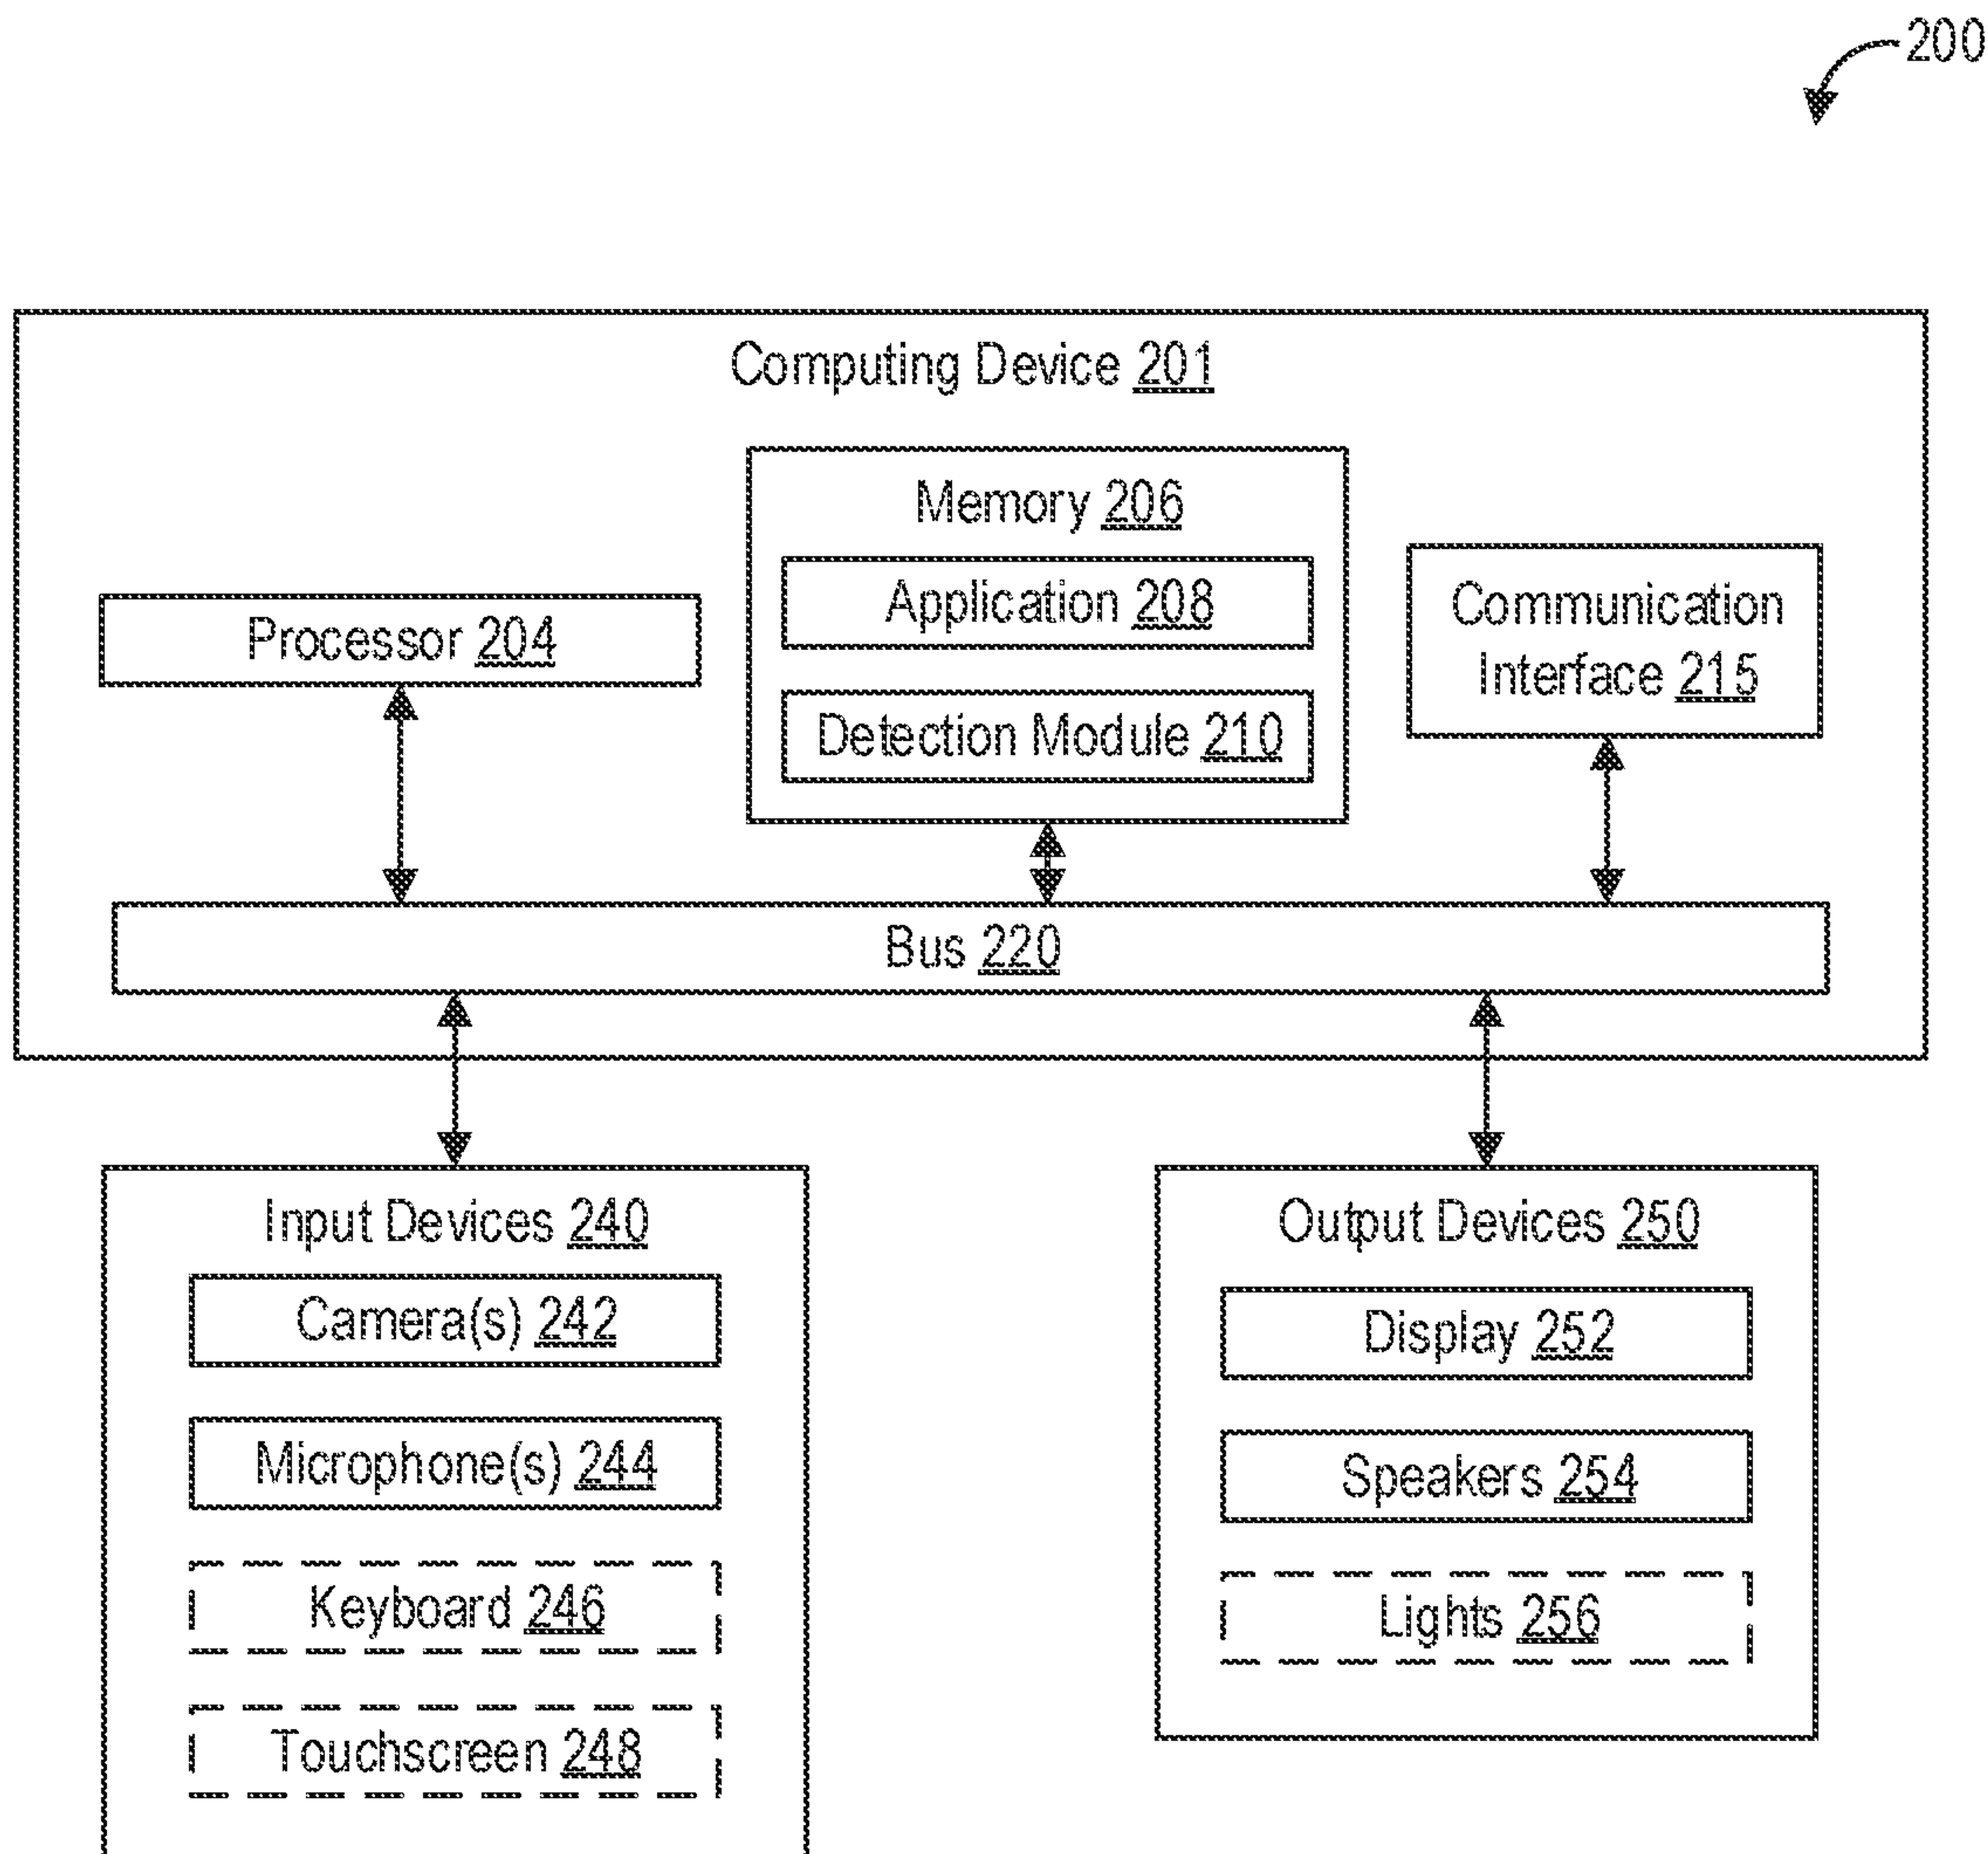 200
Computing Device 201
Memory 206
Application 208
Detection Module 210
Processor 204
Communication
Interface 215
Bus 220
Input Devices 240
Camera(s) 242
Microphone(s) 244
Keyboard 246
Touchscreen 248
Output Devices 250
Display 252
Speakers 254
Lights 256